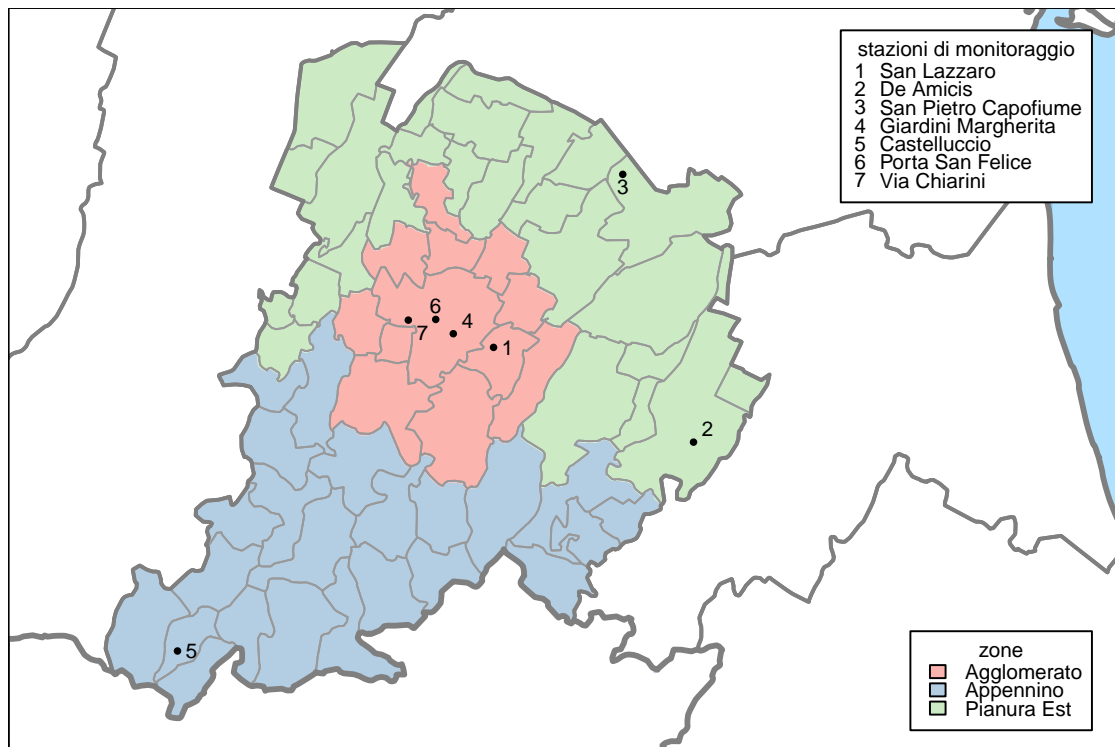 stazioni di monitoraggio
1 San Lazzaro
2 De Amicis
3 San Pietro Capofiume
4 Giardini Margherita
5 Castelluccio
6 Porta San Felice
7 Via Chiarini
3
6
7
4
1
2
5
zone
Agglomerato
Appennino
Pianura Est